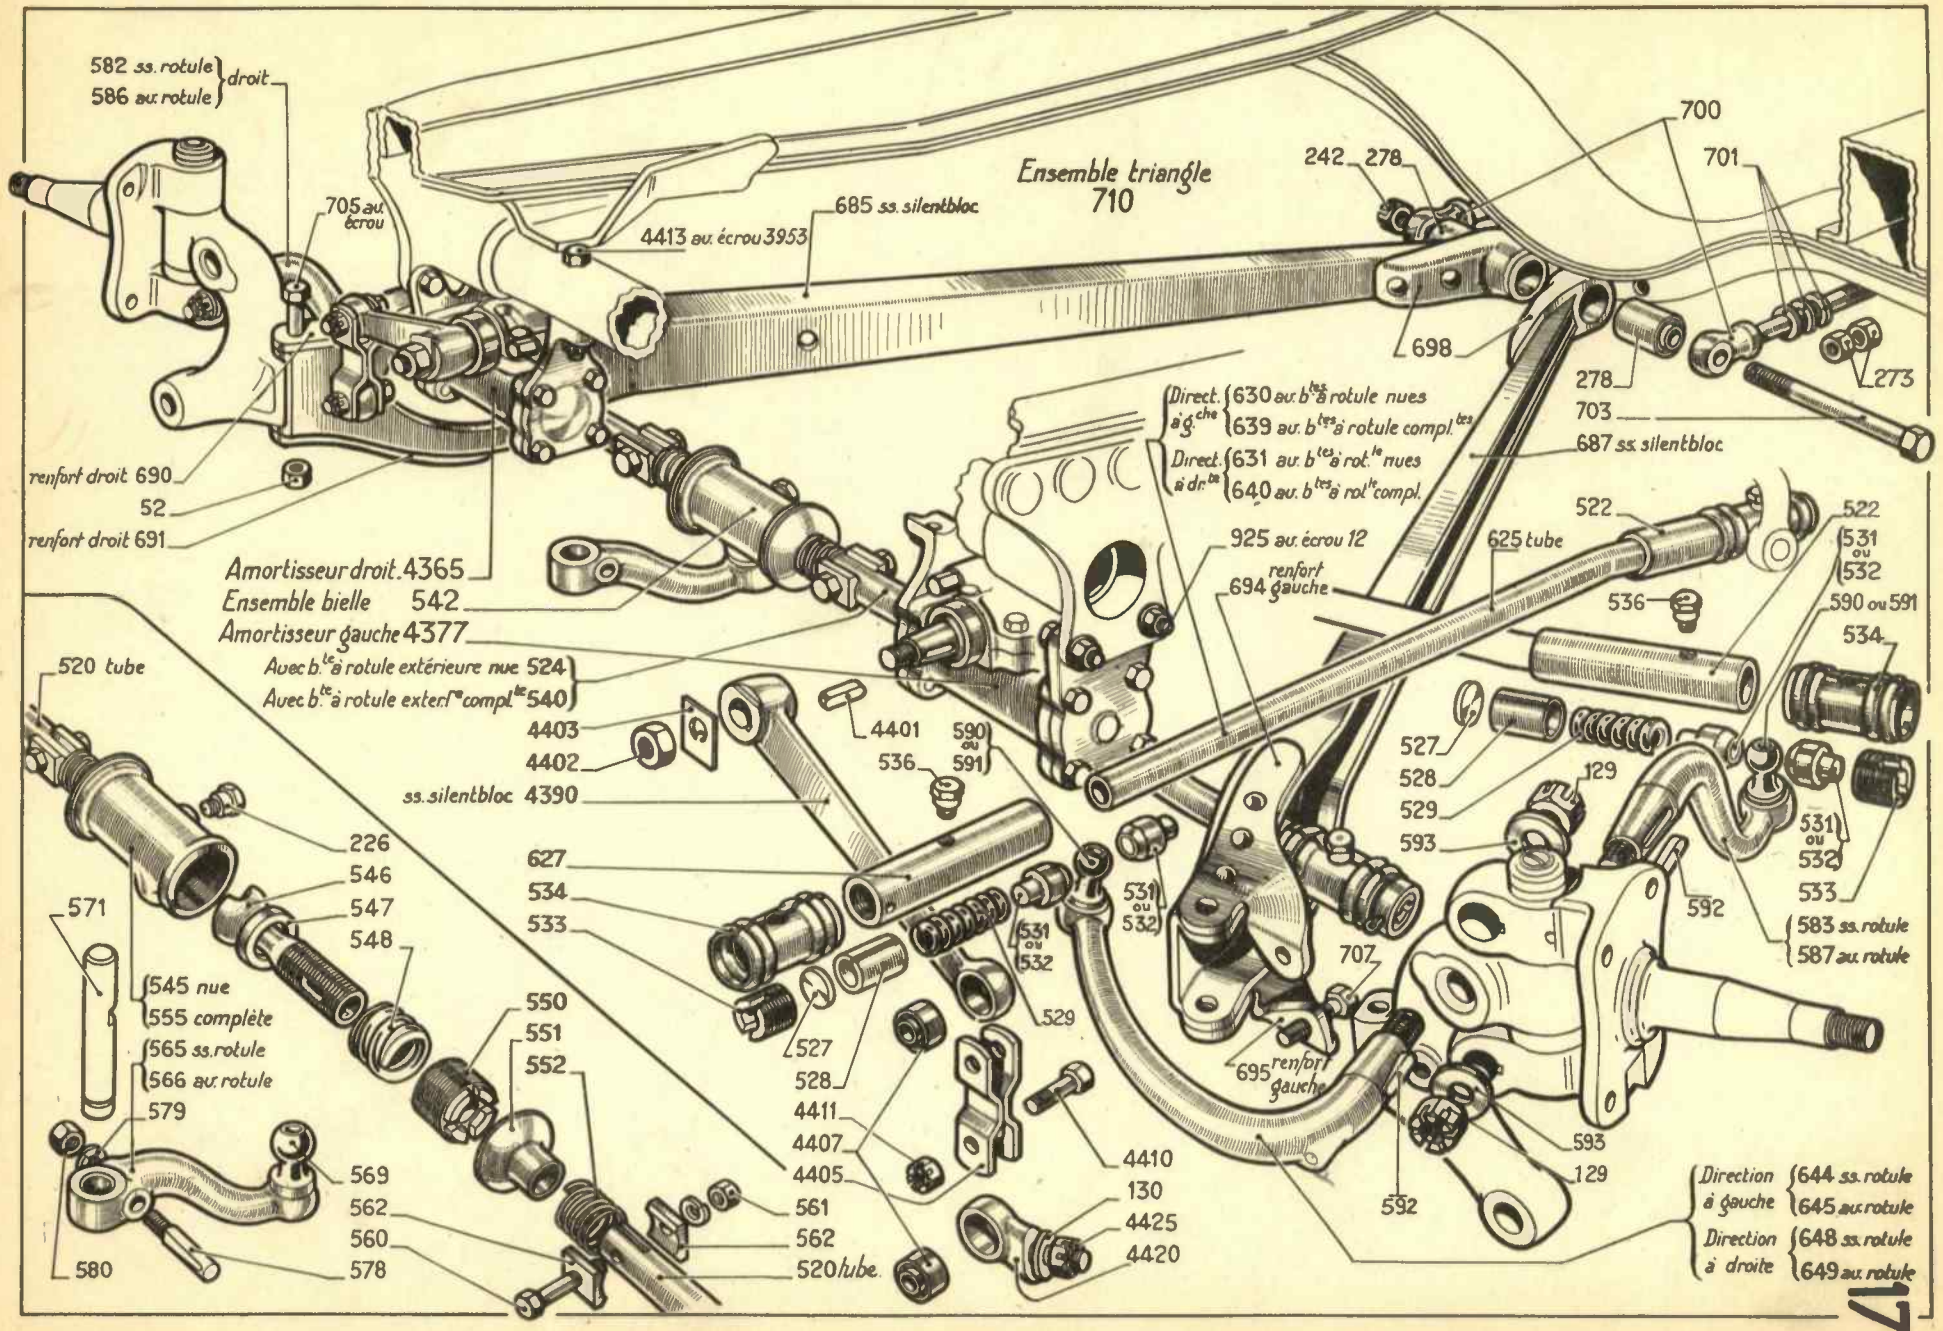 582 ss. rotule
586 av. rotule
droit
705 av.
écrou
4413 av. écrou 3953
685 ss. silentbloc
Ensemble triangle
710
242 278
700
701
698
278
273
703
687 ss silentbloc
renfort droit 690
52
renfort droit 691
Direct. à g.che
630 av. btes à rotule nues
639 av. btes à rotule compl.tes
Direct. à dr.te
631 av. btes à rot.le nues
640 av. btes à rotle compl.
522
522
625 tube
531
ou
532
590 ou 591
534
536
925 av. écrou 12
694 renfort
gauche
Amortisseur droit. 4365
Ensemble bielle 542
Amortisseur gauche 4377
Avec b.te à rotule extérieure nue 524
Avec b.te à rotule exter.re compl.te 540
4403
4402
ss. silentbloc 4390
4401
536
590
ou
591
520 tube
226
546
547
548
571
545 nue
555 complète
565 ss. rotule
566 av. rotule
579
550
551
552
569
562
560
578
580
561
562
520 tube.
627
534
533
527
528
531
ou
532
531
ou
532
529
4411
4407
4405
4410
130
4425
4420
527
528
529
593
129
531
ou
532
533
592
583 ss. rotule
587 av. rotule
707
695 renfort
gauche
593
129
592
Direction
à gauche
644 ss. rotule
645 av. rotule
Direction
à droite
648 ss. rotule
649 av. rotule
17